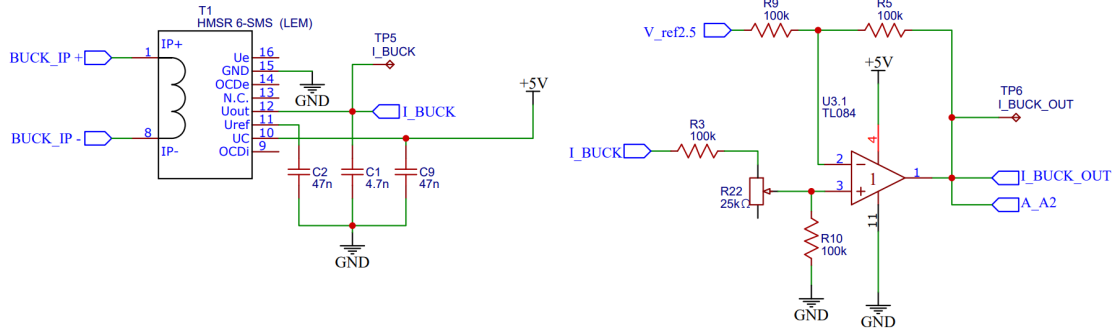 T1
HMSR 6-SMS (LEM)
BUCK_IP +
1
IP+
BUCK_IP -
8
IP-
Ue
16
GND
15
OCDe
14
N.C.
13
Uout
12
Uref
11
UC
10
OCDi
9
GND
TP5
I_BUCK
I_BUCK
+5V
C2
47n
C1
4.7n
C9
47n
GND
V_ref2.5
R9
100k
R5
100k
+5V
U3.1
TL084
TP6
I_BUCK_OUT
I_BUCK
R3
100k
R22
25kΩ
2
3
4
1
1
11
I_BUCK_OUT
A_A2
R10
100k
GND
GND